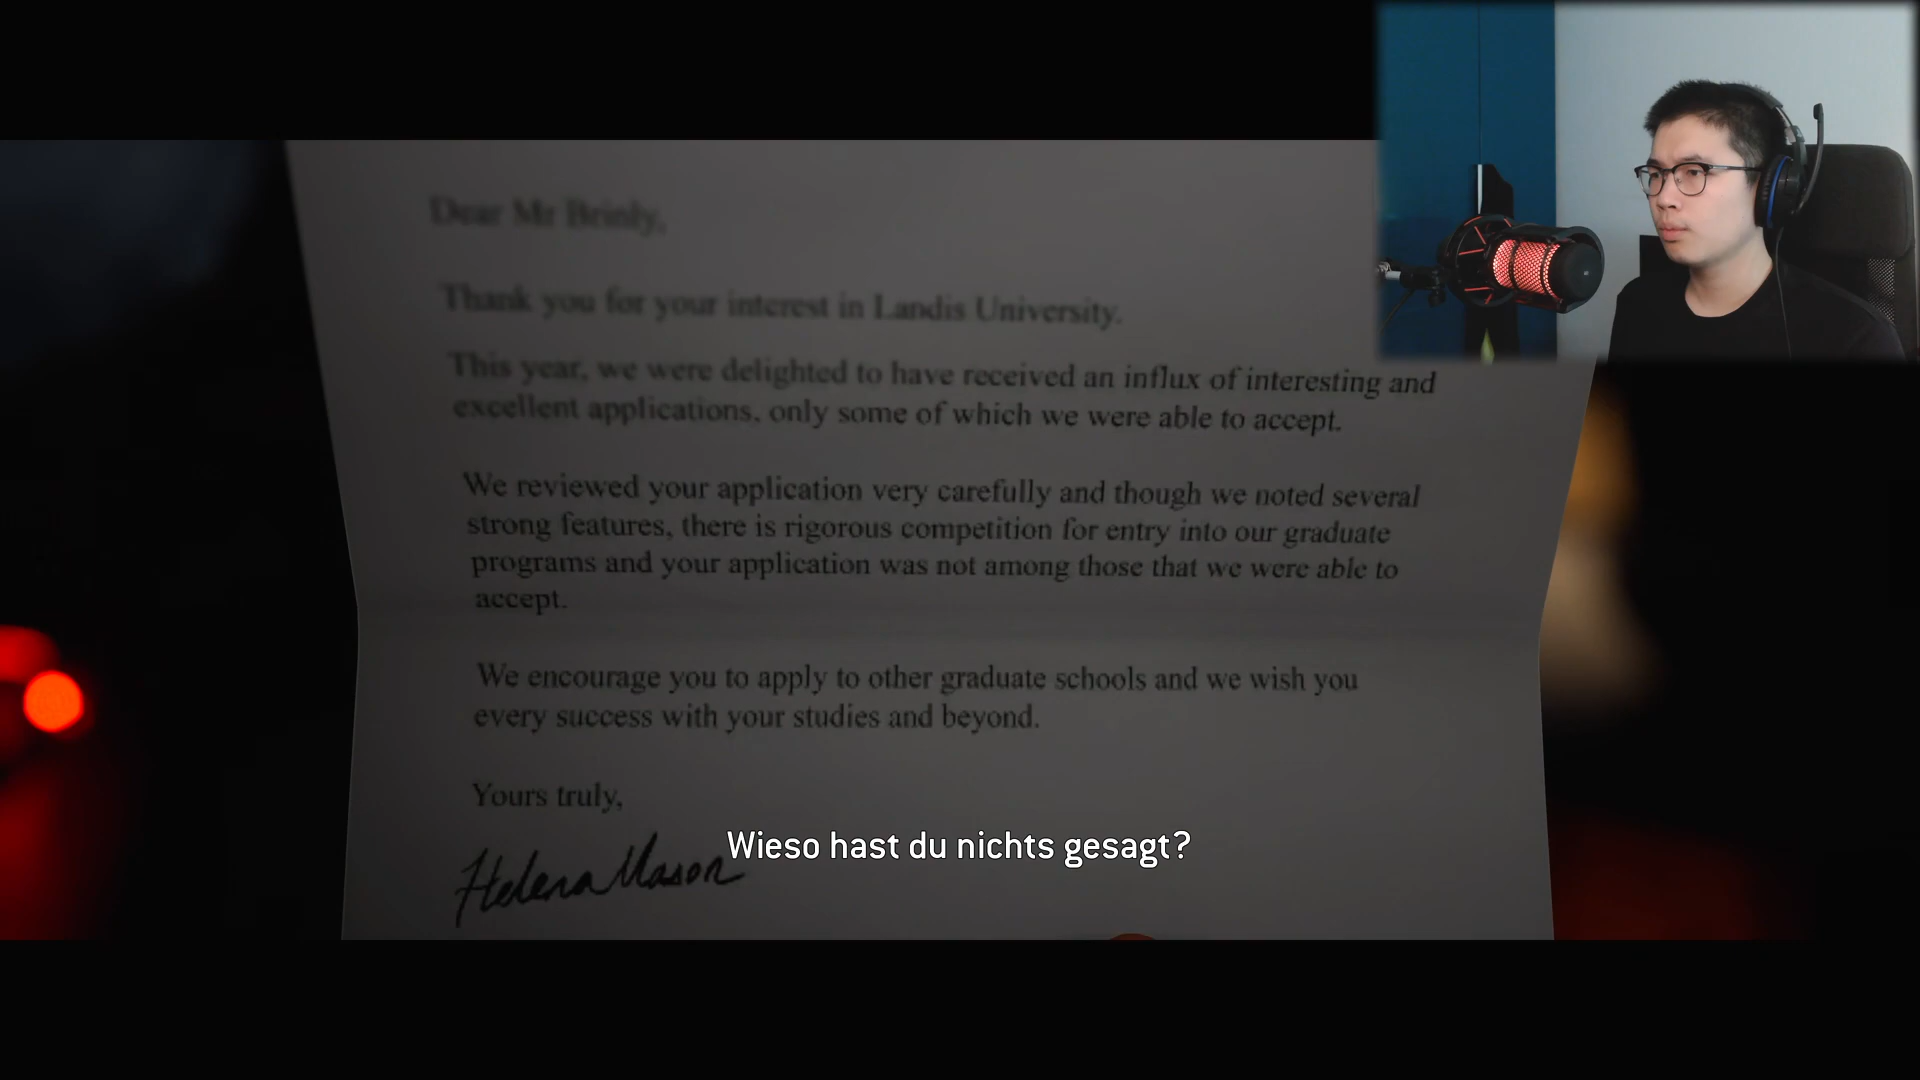 Dear Mr Brinly,
Thank you for your interest in Landis University.
This year, we were delighted to have received an influx of interesting and
excellent applications, only some of which we were able to accept.
We reviewed your application very carefully and though we noted several
strong features, there is rigorous competition for entry into our graduate
programs and your application was not among those that we were able to
accept.
We encourage you to apply to other graduate schools and we wish you
every success with your studies and beyond.
Yours truly,
Helena Mason
Wieso hast du nichts gesagt?